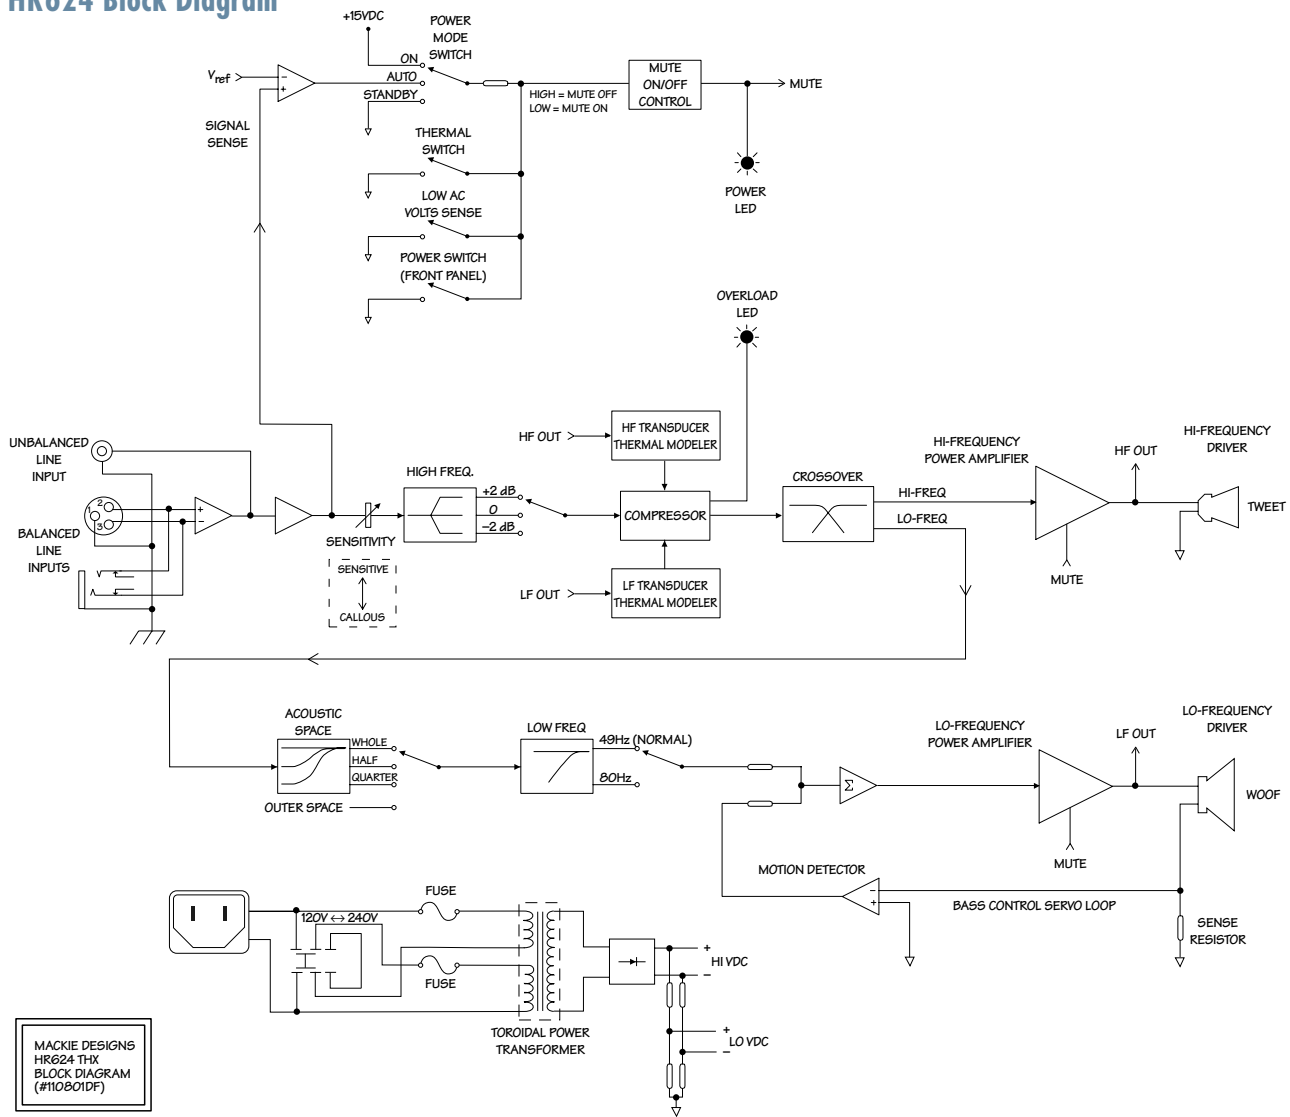 HR624 Block Diagram
+15VDC
POWER
MODE
SWITCH
ON
AUTO
STANDBY
Vref
−
+
SIGNAL
SENSE
HIGH = MUTE OFF
LOW = MUTE ON
MUTE
ON/OFF
CONTROL
MUTE
POWER
LED
THERMAL
SWITCH
LOW AC
VOLTS SENSE
POWER SWITCH
(FRONT PANEL)
OVERLOAD
LED
UNBALANCED
LINE
INPUT
1
2
3
BALANCED
LINE
INPUTS
+
−
SENSITIVITY
SENSITIVE
CALLOUS
HIGH FREQ.
+2 dB
0
−2 dB
HF OUT
HF TRANSDUCER
THERMAL MODELER
COMPRESSOR
LF OUT
LF TRANSDUCER
THERMAL MODELER
CROSSOVER
HI-FREQ
LO-FREQ
HI-FREQUENCY
POWER AMPLIFIER
MUTE
HF OUT
HI-FREQUENCY
DRIVER
TWEET
ACOUSTIC
SPACE
WHOLE
HALF
QUARTER
OUTER SPACE
LOW FREQ
49Hz (NORMAL)
80Hz
Σ
LO-FREQUENCY
POWER AMPLIFIER
MUTE
LF OUT
LO-FREQUENCY
DRIVER
WOOF
MOTION DETECTOR
−
+
BASS CONTROL SERVO LOOP
SENSE
RESISTOR
120V ↔ 240V
FUSE
FUSE
TOROIDAL POWER
TRANSFORMER
+
HI VDC
−
+
LO VDC
−
MACKIE DESIGNS
HR624 THX
BLOCK DIAGRAM
(#110801DF)